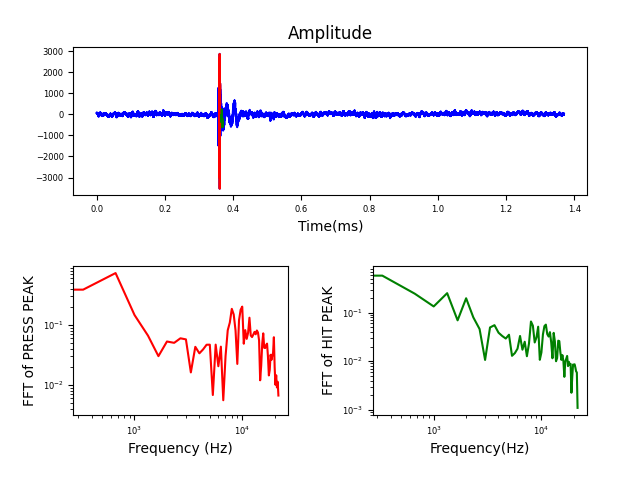 Amplitude
3000
2000
1000
0
−1000
−2000
−3000
0.0 0.2 0.4 0.6 0.8 1.0 1.2 1.4
Time(ms)
FFT of PRESS PEAK
10⁻¹
10⁻²
10³ 10⁴
Frequency (Hz)
FFT of HIT PEAK
10⁻¹
10⁻²
10⁻³
10³ 10⁴
Frequency(Hz)